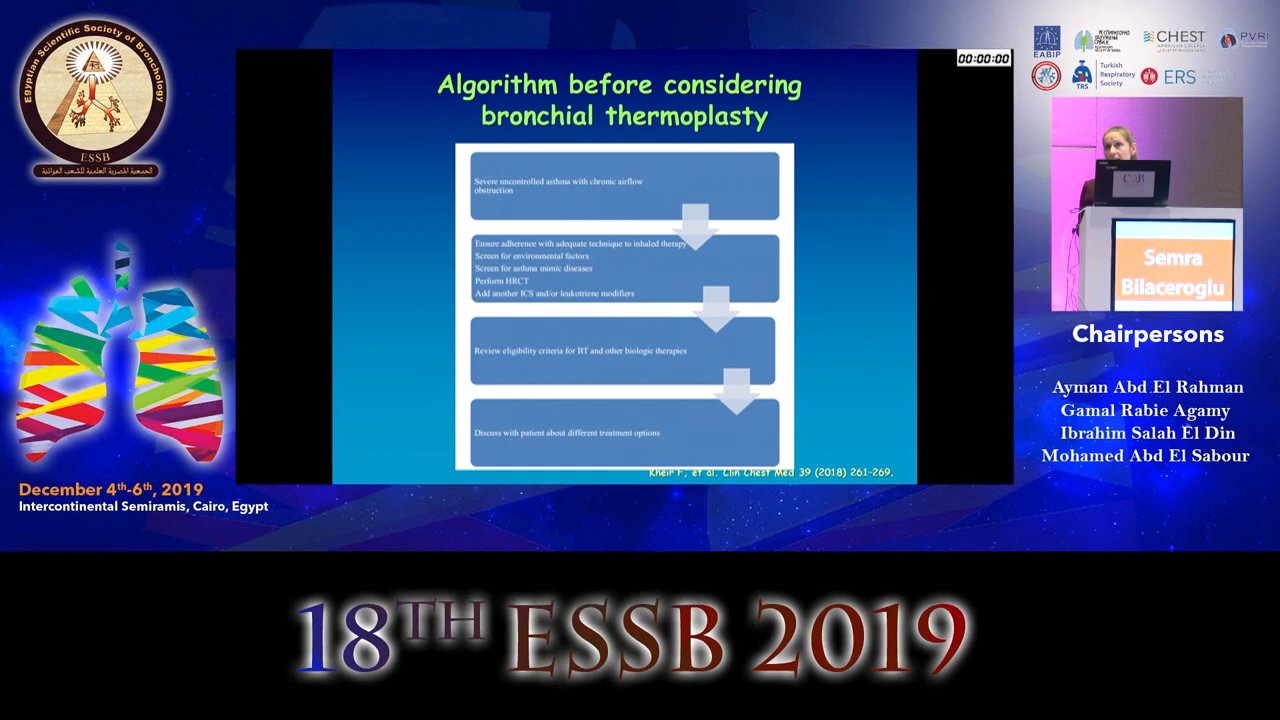 Egyptian Scientific Society of Bronchology
ESSB
الجمعية المصرية العلمية للشعب الهوائية
December 4th-6th, 2019
Intercontinental Semiramis, Cairo, Egypt
00:00:00
Algorithm before considering
bronchial thermoplasty
Severe uncontrolled asthma with chronic airflow
obstruction
Ensure adherence with adequate technique to inhaled therapy
Screen for environmental factors
Screen for asthma mimic diseases
Perform HRCT
Add another ICS and/or leukotriene modifiers
Review eligibility criteria for BT and other biologic therapies
Discuss with patient about different treatment options
Kheir F, et al. Clin Chest Med 39 (2018) 261-269.
EABIP
CHEST
PVRI
TRS
Turkish
Respiratory
Society
ERS
Semra
Bilaceroglu
Chairpersons
Ayman Abd El Rahman
Gamal Rabie Agamy
Ibrahim Salah El Din
Mohamed Abd El Sabour
18TH ESSB 2019